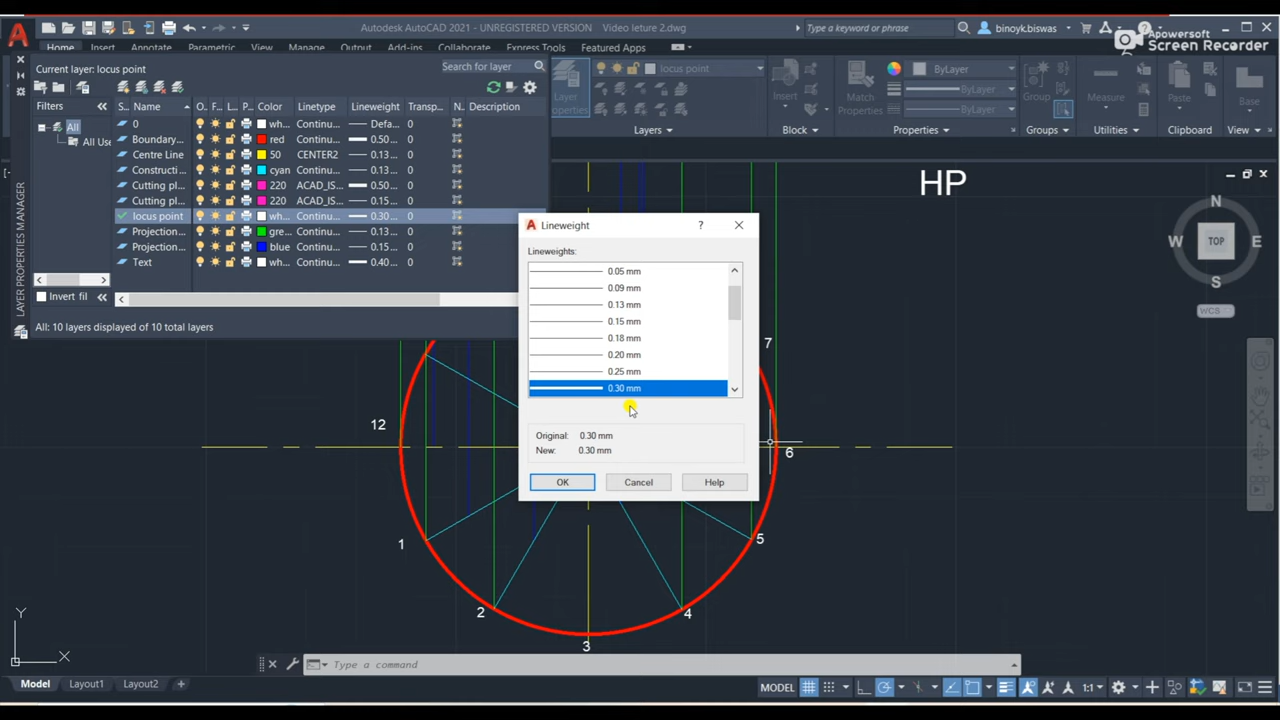 Autodesk AutoCAD 2021 - UNREGISTERED VERSION Video leture 2.dwg
Type a keyword or phrase
binoyk.biswas
Apowersoft
Screen Recorder
Home Insert Annotate Parametric View Manage Output Add-ins Collaborate Express Tools Featured Apps
Current layer: locus point
Search for layer
Filters
S.. Name O. F.. L... P.. Color Linetype Lineweight Transp... N.. Description
All
All Use
0 wh... Continu... Defa... 0
Boundary... red Continu... 0.50... 0
Centre Line 50 CENTER2 0.13... 0
Constructi... cyan Continu... 0.13... 0
Cutting pl... 220 ACAD_IS... 0.50... 0
Cutting pl... 220 ACAD_IS... 0.15... 0
locus point wh... Continu... 0.30... 0
Projection... gre... Continu... 0.13... 0
Projection... blue Continu... 0.15... 0
Text wh... Continu... 0.40... 0
Invert fil
All: 10 layers displayed of 10 total layers
LAYER PROPERTIES MANAGER
Layer
Properties
locus point
Layers
Insert
Block
Match
Properties
ByLayer
ByLayer
ByLayer
Properties
Group
Groups
Measure
Utilities
Paste
Clipboard
Base
View
HP
N
W TOP E
S
WCS
Lineweight
?
Lineweights:
0.05 mm
0.09 mm
0.13 mm
0.15 mm
0.18 mm
0.20 mm
0.25 mm
0.30 mm
Original: 0.30 mm
New: 0.30 mm
OK Cancel Help
7
12
6
1
5
2
4
3
Y
X
Type a command
Model Layout1 Layout2 +
MODEL
1:1